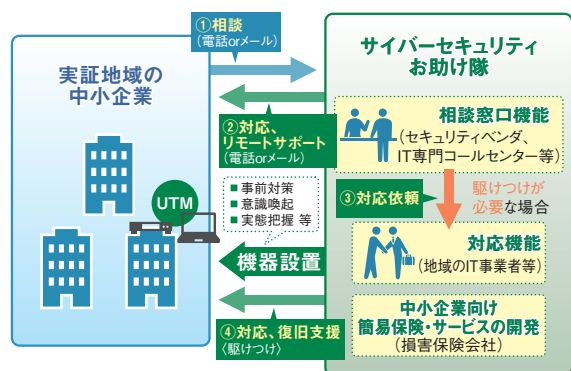 ①相談
(電話orメール)
実証地域の
中小企業
UTM
②対応、
リモートサポート
(電話orメール)
■ 事前対策
■ 意識喚起
■ 実態把握 等
機器設置
④対応、復旧支援
〈駆けつけ〉
サイバーセキュリティ
お助け隊
相談窓口機能
(セキュリティベンダ、
IT専門コールセンター等)
③対応依頼
駆けつけが
必要な場合
対応機能
(地域のIT事業者等)
中小企業向け
簡易保険・サービスの開発
(損害保険会社)